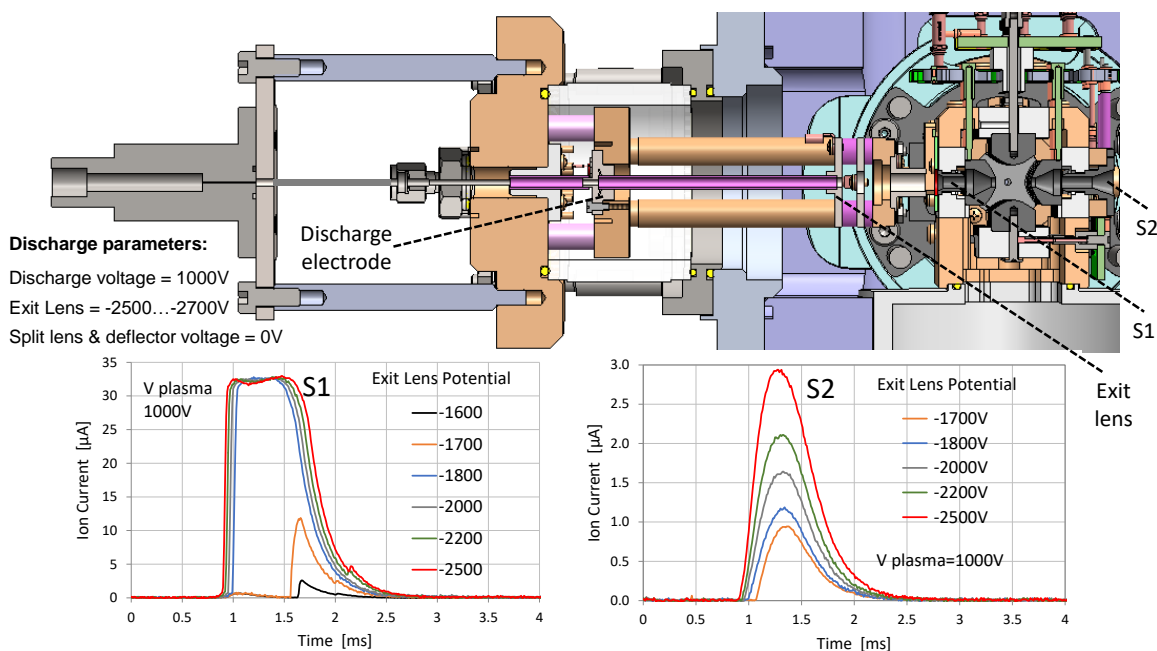 Discharge
electrode
S2
S1
Exit
lens
Discharge parameters:
Discharge voltage = 1000V
Exit Lens = -2500…-2700V
Split lens & deflector voltage = 0V
35
30
25
20
15
10
5
0
Ion Current [µA]
V plasma
1000V
S1
Exit Lens Potential
-1600
-1700
-1800
-2000
-2200
-2500
0
0.5
1
1.5
2
2.5
3
3.5
4
Time [ms]
3.0
2.5
2.0
1.5
1.0
0.5
0.0
Ion Current [µA]
S2
Exit Lens Potential
-1700V
-1800V
-2000V
-2200V
-2500V
V plasma=1000V
0
0.5
1
1.5
2
2.5
3
3.5
4
Time [ms]